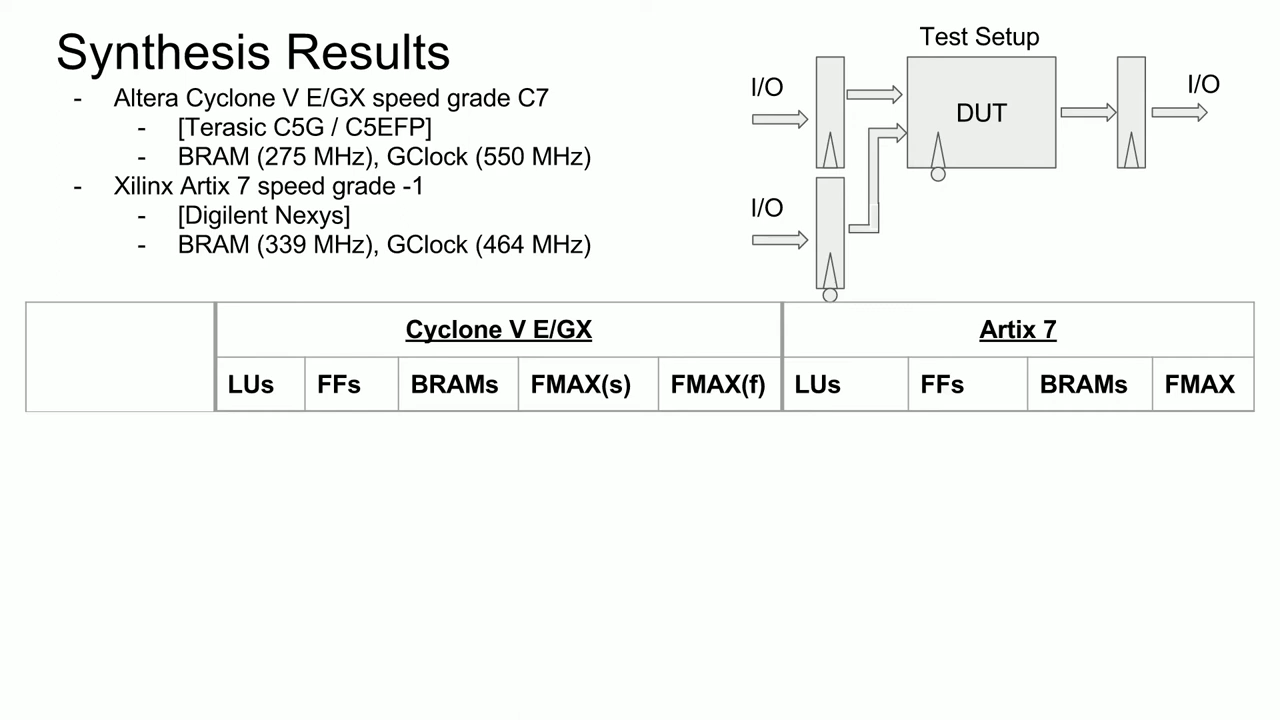 Synthesis Results
- Altera Cyclone V E/GX speed grade C7
- [Terasic C5G / C5EFP]
- BRAM (275 MHz), GClock (550 MHz)
- Xilinx Artix 7 speed grade -1
- [Digilent Nexys]
- BRAM (339 MHz), GClock (464 MHz)
Test Setup
I/O
DUT
I/O
I/O
Cyclone V E/GX Artix 7
LUs FFs BRAMs FMAX(s) FMAX(f) LUs FFs BRAMs FMAX